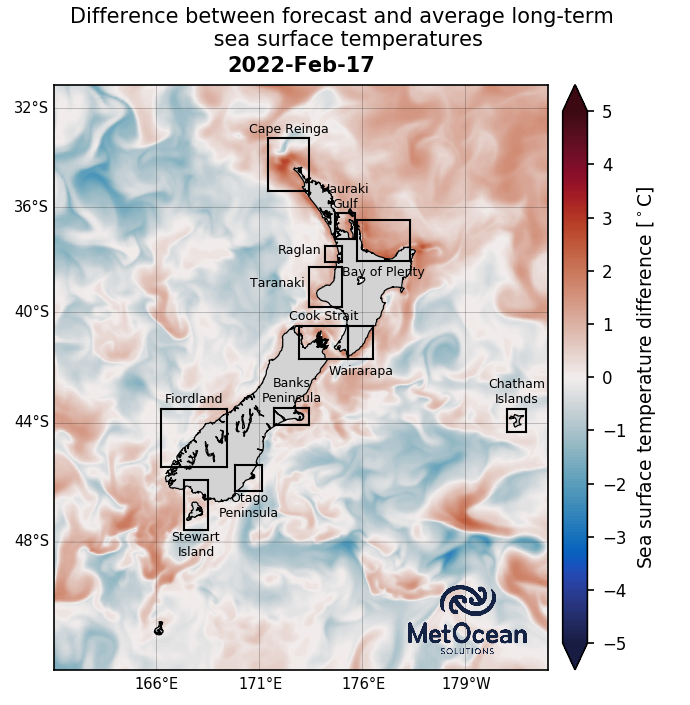 Difference between forecast and average long-term
sea surface temperatures
2022-Feb-17
32°S
36°S
40°S
44°S
48°S
166°E
171°E
176°E
179°W
Cape Reinga
Hauraki
Gulf
Raglan
Bay of Plenty
Taranaki
Cook Strait
Wairarapa
Banks
Peninsula
Fiordland
Chatham
Islands
Otago
Peninsula
Stewart
Island
MetOcean
SOLUTIONS
5
4
3
2
1
0
−1
−2
−3
−4
−5
Sea surface temperature difference [°C]